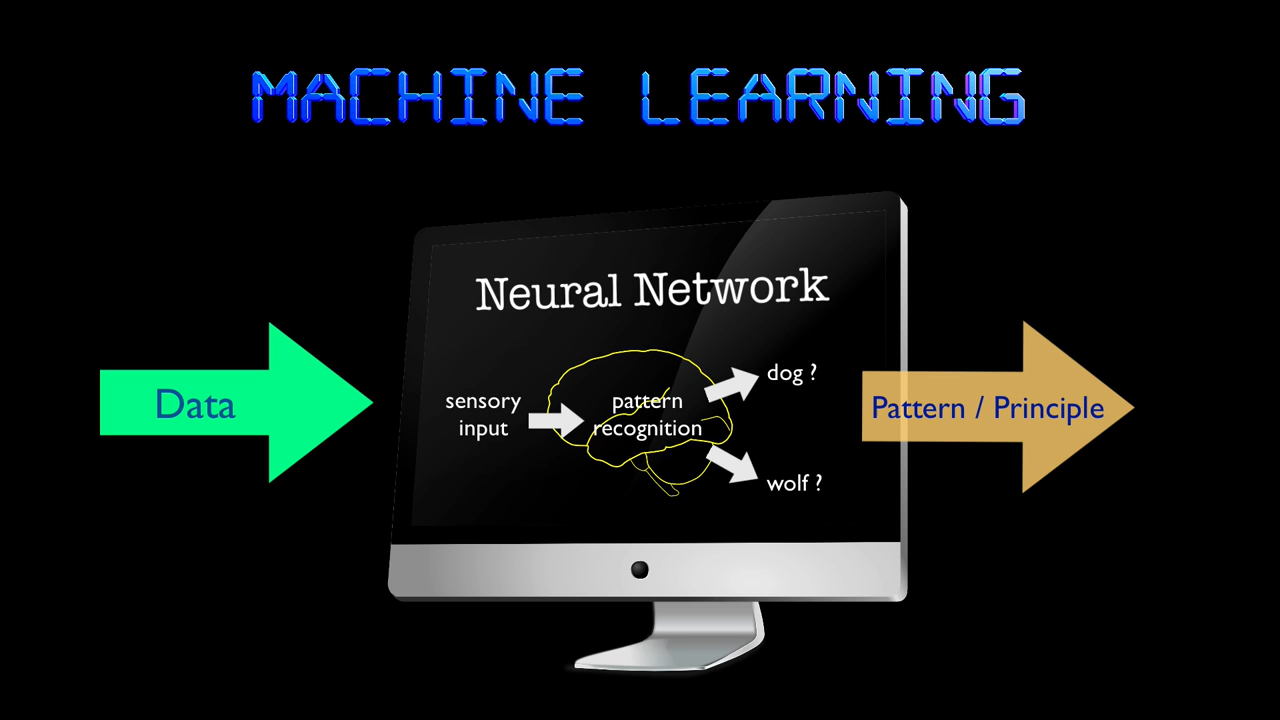 MACHINE LEARNING
Neural Network
Data
sensory
input
pattern
recognition
dog ?
wolf ?
Pattern / Principle